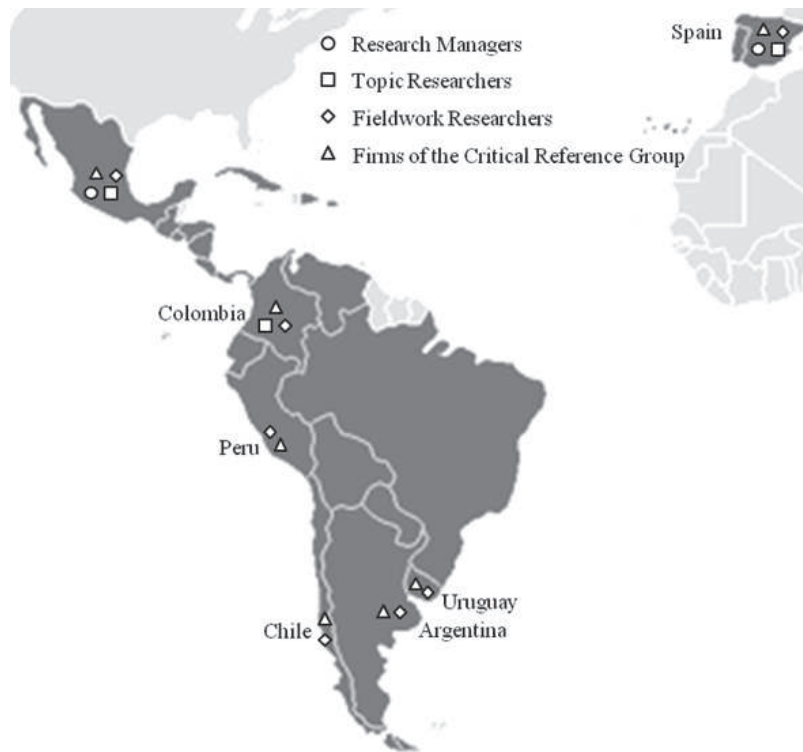 Spain
Research Managers
Topic Researchers
Fieldwork Researchers
Firms of the Critical Reference Group
Colombia
Peru
Uruguay
Argentina
Chile